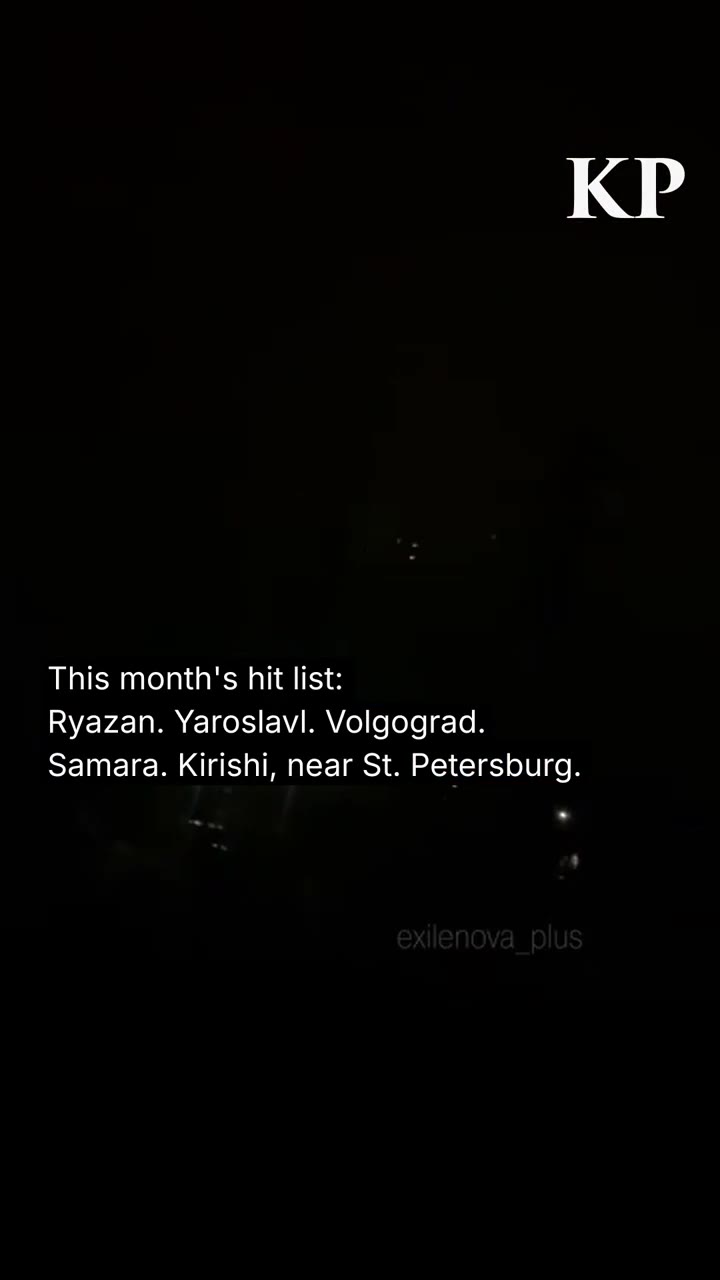 KP
This month's hit list:
Ryazan. Yaroslavl. Volgograd.
Samara. Kirishi, near St. Petersburg.
exilenova_plus